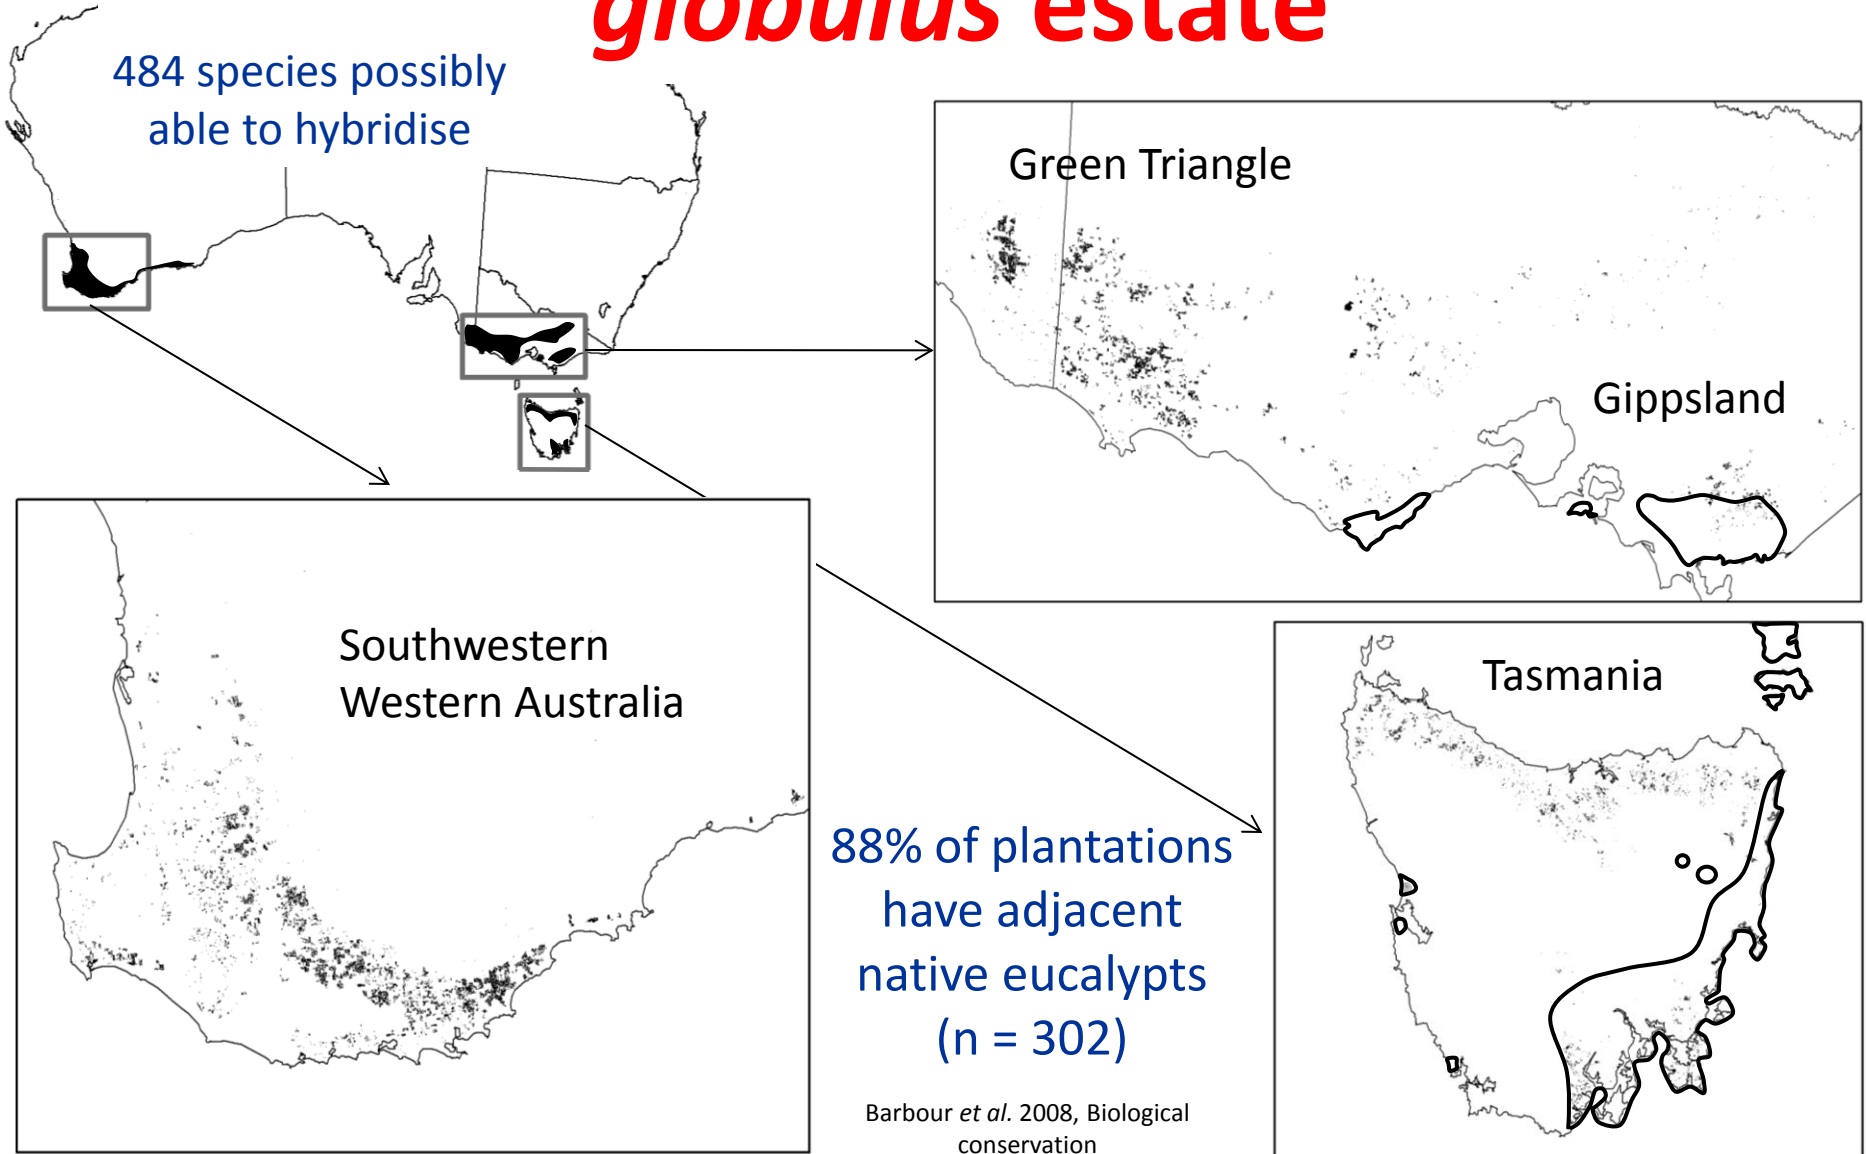 globulus estate
484 species possibly
able to hybridise
Green Triangle
Gippsland
Southwestern
Western Australia
Tasmania
88% of plantations
have adjacent
native eucalypts
(n = 302)
Barbour et al. 2008, Biological
conservation